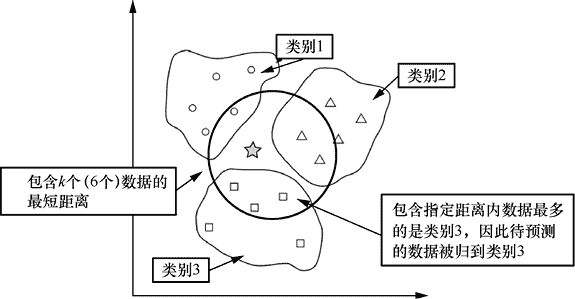 类别1
类别2
包含k个(6个)数据的
最短距离
包含指定距离内数据最多
的是类别3，因此待预测
的数据被归到类别3
类别3